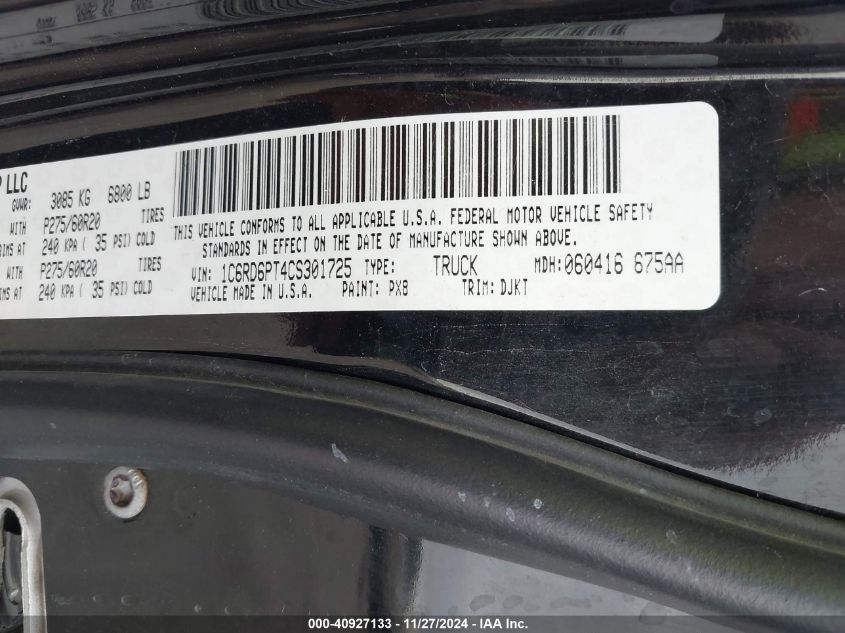 P LLC
GVWR: 3085 KG 6800 LB
WITH P275/60R20 TIRES
RIMS AT 240 KPA ( 35 PSI) COLD
WITH P275/60R20 TIRES
RIMS AT 240 KPA ( 35 PSI) COLD
THIS VEHICLE CONFORMS TO ALL APPLICABLE U.S.A. FEDERAL MOTOR VEHICLE SAFETY
STANDARDS IN EFFECT ON THE DATE OF MANUFACTURE SHOWN ABOVE.
VIN: 1C6RD6PT4CS301725 TYPE: TRUCK MDH:060416 675AA
VEHICLE MADE IN U.S.A. PAINT: PX8 TRIM: DJKT
000-40927133 - 11/27/2024 - IAA Inc.